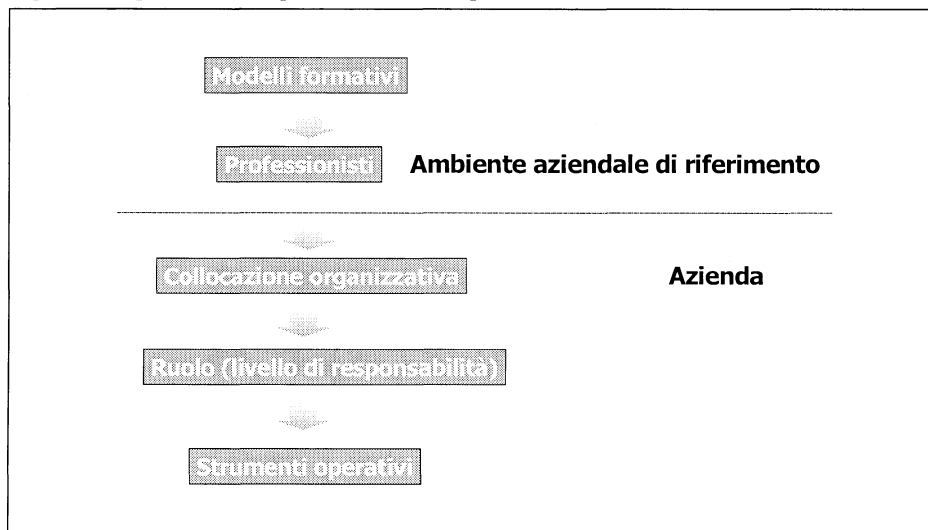 Modelli formativi
Professionisti
Ambiente aziendale di riferimento
Collocazione organizzativa
Azienda
Ruolo (livello di responsabilità)
Strumenti operativi